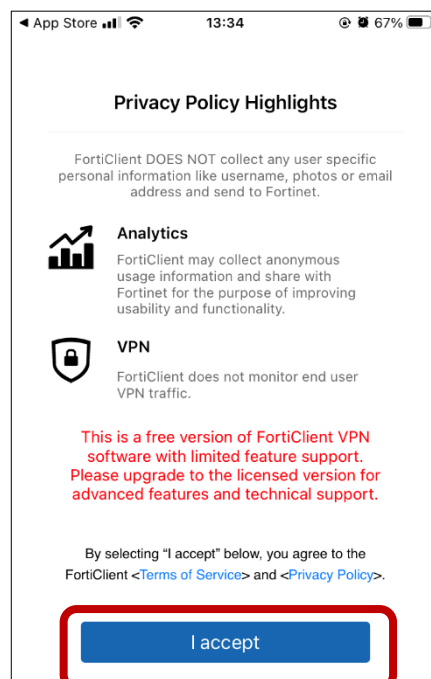 ◀ App Store 13:34 67%
Privacy Policy Highlights
FortiClient DOES NOT collect any user specific
personal information like username, photos or email
address and send to Fortinet.
Analytics
FortiClient may collect anonymous
usage information and share with
Fortinet for the purpose of improving
usability and functionality.
VPN
FortiClient does not monitor end user
VPN traffic.
This is a free version of FortiClient VPN
software with limited feature support.
Please upgrade to the licensed version for
advanced features and technical support.
By selecting “I accept” below, you agree to the
FortiClient <Terms of Service> and <Privacy Policy>.
I accept